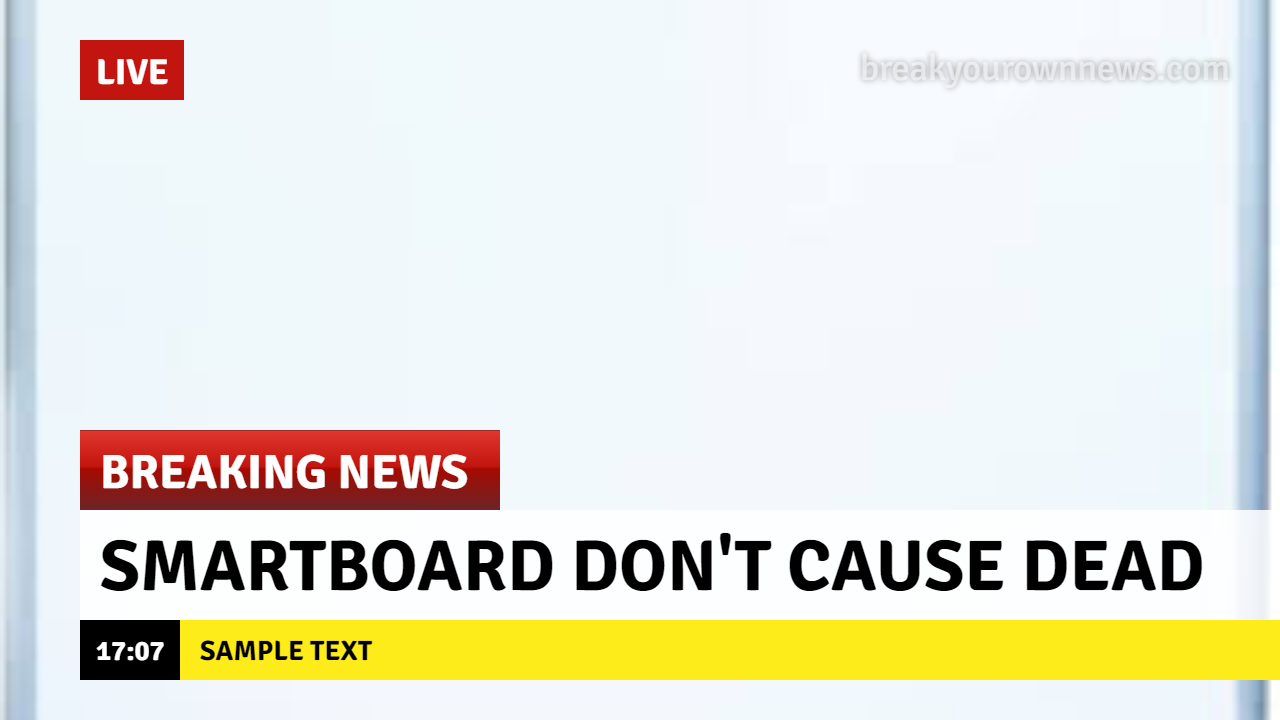 LIVE
breakyourownnews.com
BREAKING NEWS
SMARTBOARD DON'T CAUSE DEAD
17:07 SAMPLE TEXT